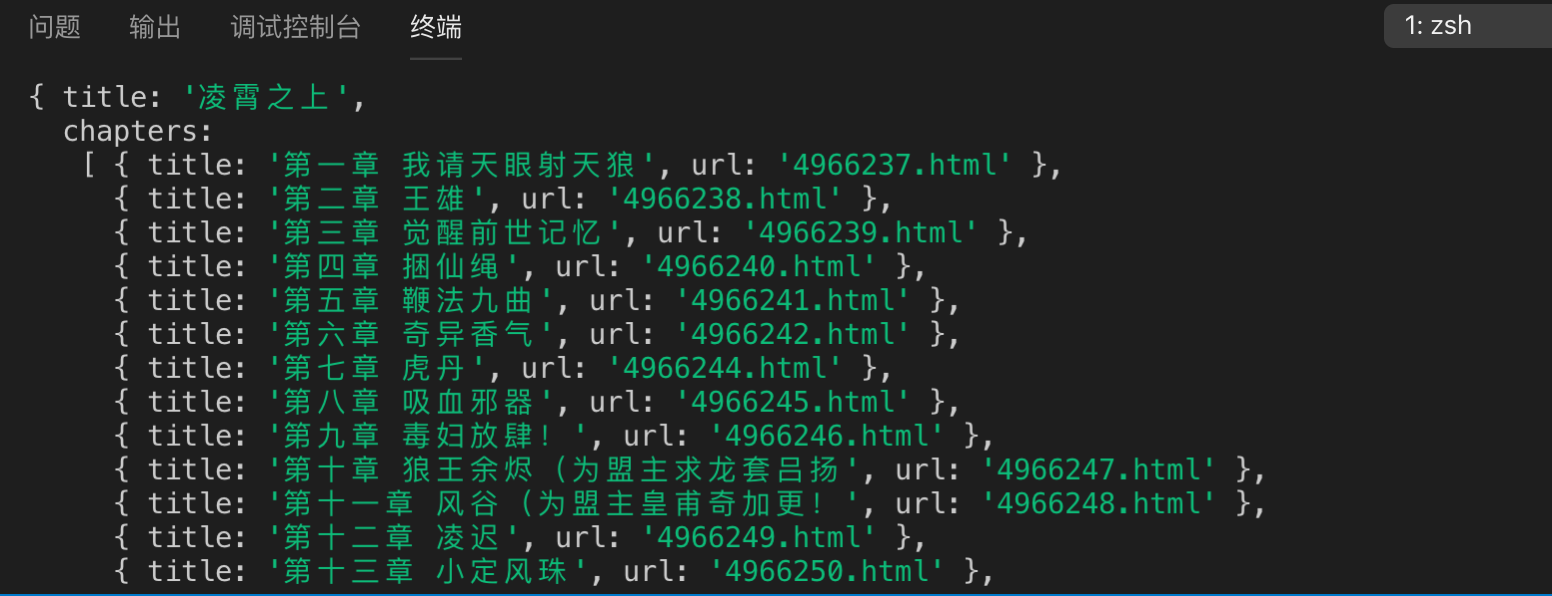 问题 输出 调试控制台 终端 1: zsh
{ title: '凌霄之上',
chapters:
[ { title: '第一章 我请天眼射天狼', url: '4966237.html' },
{ title: '第二章 王雄', url: '4966238.html' },
{ title: '第三章 觉醒前世记忆', url: '4966239.html' },
{ title: '第四章 捆仙绳', url: '4966240.html' },
{ title: '第五章 鞭法九曲', url: '4966241.html' },
{ title: '第六章 奇异香气', url: '4966242.html' },
{ title: '第七章 虎丹', url: '4966244.html' },
{ title: '第八章 吸血邪器', url: '4966245.html' },
{ title: '第九章 毒妇放肆！', url: '4966246.html' },
{ title: '第十章 狼王余烬（为盟主求龙套吕扬', url: '4966247.html' },
{ title: '第十一章 风谷（为盟主皇甫奇加更！', url: '4966248.html' },
{ title: '第十二章 凌迟', url: '4966249.html' },
{ title: '第十三章 小定风珠', url: '4966250.html' },